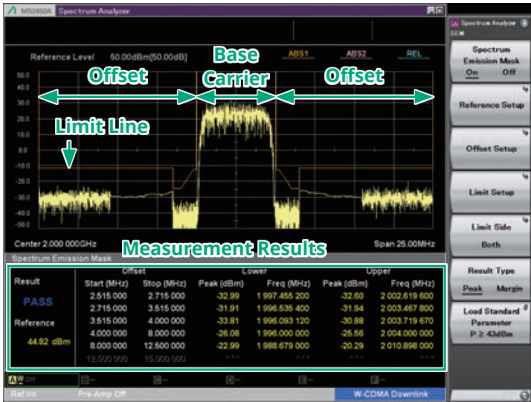 MS2850A Spectrum Analyzer
Reference Level 50.00dBm[50.00dB] ABS1 ABS2 REL
Base
Carrier
Offset Offset
Limit Line
50.0
40.0
30.0
20.0
10.0
0.0
-10.0
-20.0
-30.0
-40.0
-50.0
Center 2.000 000GHz Span 25.00MHz
Measurement Results
Spectrum Emission Mask
Offset Lower Upper
Result Start (MHz) Stop (MHz) Peak (dBm) Freq (MHz) Peak (dBm) Freq (MHz)
PASS 2.515 000 2.715 000 -32.99 1 997.455 200 -32.60 2 002.619 600
2.715 000 3.515 000 -31.91 1 996.535 400 -31.94 2 003.467 800
Reference 3.515 000 4.000 000 -33.81 1 996.093 120 -30.88 2 003.719 670
44.82 dBm 4.000 000 8.000 000 -26.08 1 996.000 000 -25.56 2 004.000 000
8.000 000 12.500 000 -22.99 1 988.679 000 -20.29 2 010.898 000
12.500 000 15.000 000 *** *** *** ***
Off
Ref.Int Pre-Amp Off W-CDMA Downlink
Spectrum Analyzer
SEM
Spectrum
Emission Mask
On Off
Reference Setup
Offset Setup
Limit Setup
Limit Side
Both
Result Type
Peak Margin
Load Standard
Parameter
P ≥ 43dBm